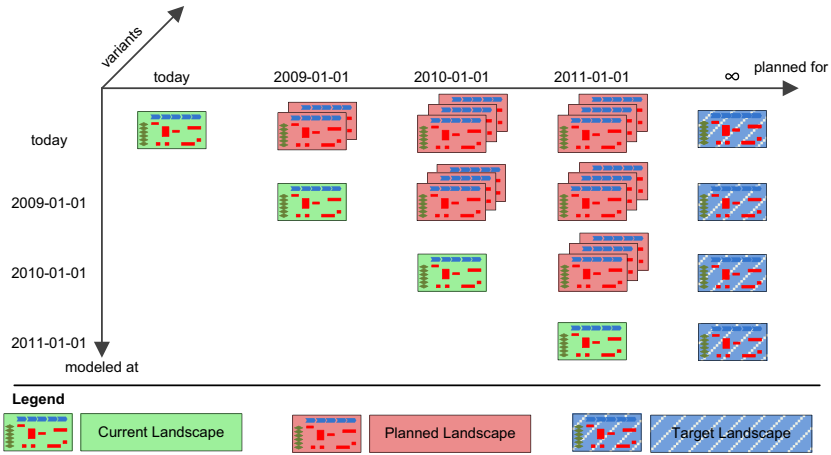 variants
planned for
today 2009-01-01 2010-01-01 2011-01-01 ∞
today
2009-01-01
2010-01-01
2011-01-01
modeled at
Legend
Current Landscape Planned Landscape Target Landscape